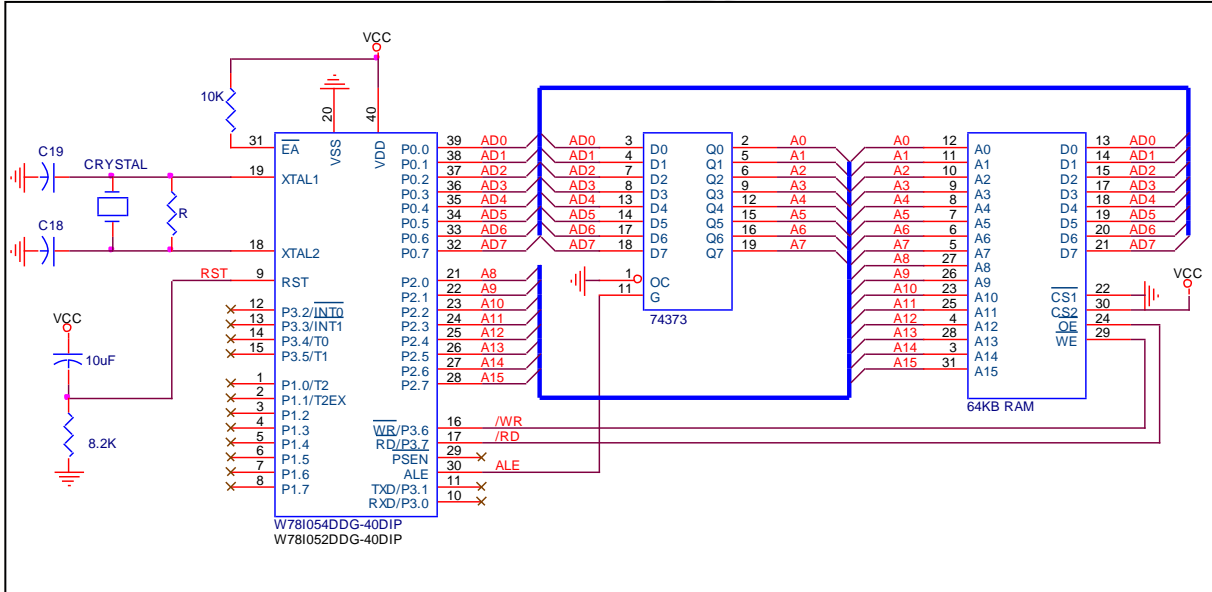 VCC
10K
20
40
31
EA
VSS
VDD
C19
CRYSTAL
19
XTAL1
R
C18
18
XTAL2
RST
9
RST
12
P3.2/INT0
13
P3.3/INT1
14
P3.4/T0
15
P3.5/T1
1
P1.0/T2
2
P1.1/T2EX
3
P1.2
4
P1.3
5
P1.4
6
P1.5
7
P1.6
8
P1.7
VCC
10uF
8.2K
P0.0 39 AD0
P0.1 38 AD1
P0.2 37 AD2
P0.3 36 AD3
P0.4 35 AD4
P0.5 34 AD5
P0.6 33 AD6
P0.7 32 AD7
P2.0 21 A8
P2.1 22 A9
P2.2 23 A10
P2.3 24 A11
P2.4 25 A12
P2.5 26 A13
P2.6 27 A14
P2.7 28 A15
WR/P3.6 16 /WR
RD/P3.7 17 /RD
PSEN 29
ALE 30 ALE
TXD/P3.1 11
RXD/P3.0 10
W78I054DDG-40DIP
W78I052DDG-40DIP
AD0 3 D0 Q0 2 A0
AD1 4 D1 Q1 5 A1
AD2 7 D2 Q2 6 A2
AD3 8 D3 Q3 9 A3
AD4 13 D4 Q4 12 A4
AD5 14 D5 Q5 15 A5
AD6 17 D6 Q6 16 A6
AD7 18 D7 Q7 19 A7
1 OC
11 G
74373
A0 12 A0 D0 13 AD0
A1 11 A1 D1 14 AD1
A2 10 A2 D2 15 AD2
A3 9 A3 D3 17 AD3
A4 8 A4 D4 18 AD4
A5 7 A5 D5 19 AD5
A6 6 A6 D6 20 AD6
A7 5 A7 D7 21 AD7
A8 27 A8
A9 26 A9
A10 23 A10 CS1 22
A11 25 A11 CS2 30
A12 4 A12 OE 24
A13 28 A13 WE 29
A14 3 A14
A15 31 A15
VCC
64KB RAM